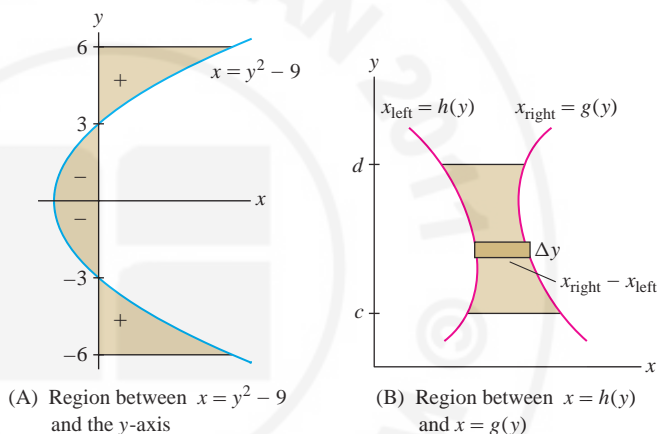 y
6
+
x = y² − 9
3
−
x
−
−3
+
−6
(A) Region between x = y² − 9
and the y-axis
y
x_left = h(y) x_right = g(y)
d
Δy
x_right − x_left
c
x
(B) Region between x = h(y)
and x = g(y)